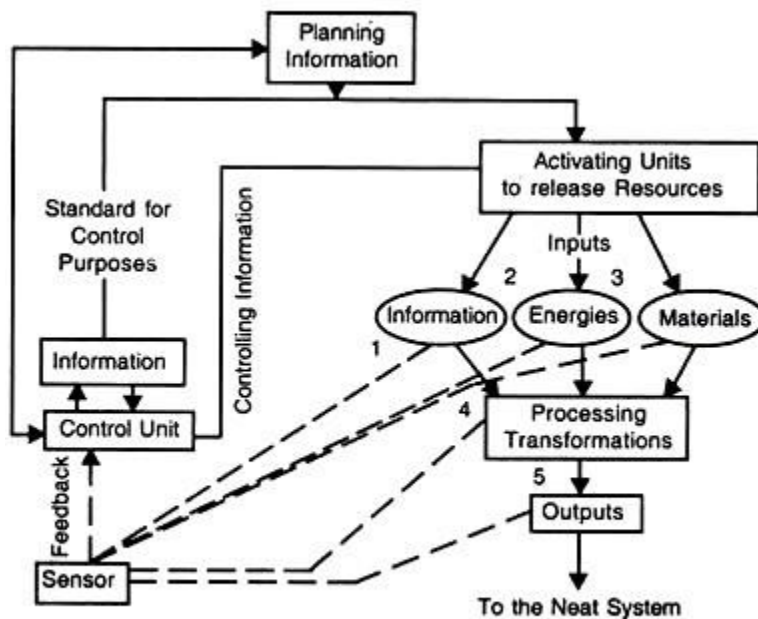 Planning
Information
Activating Units
to release Resources
Standard for
Control
Purposes
Controlling Information
Inputs
2
3
Information
Energies
Materials
1
Information
Control Unit
4
Processing
Transformations
5
Feedback
Outputs
Sensor
To the Neat System